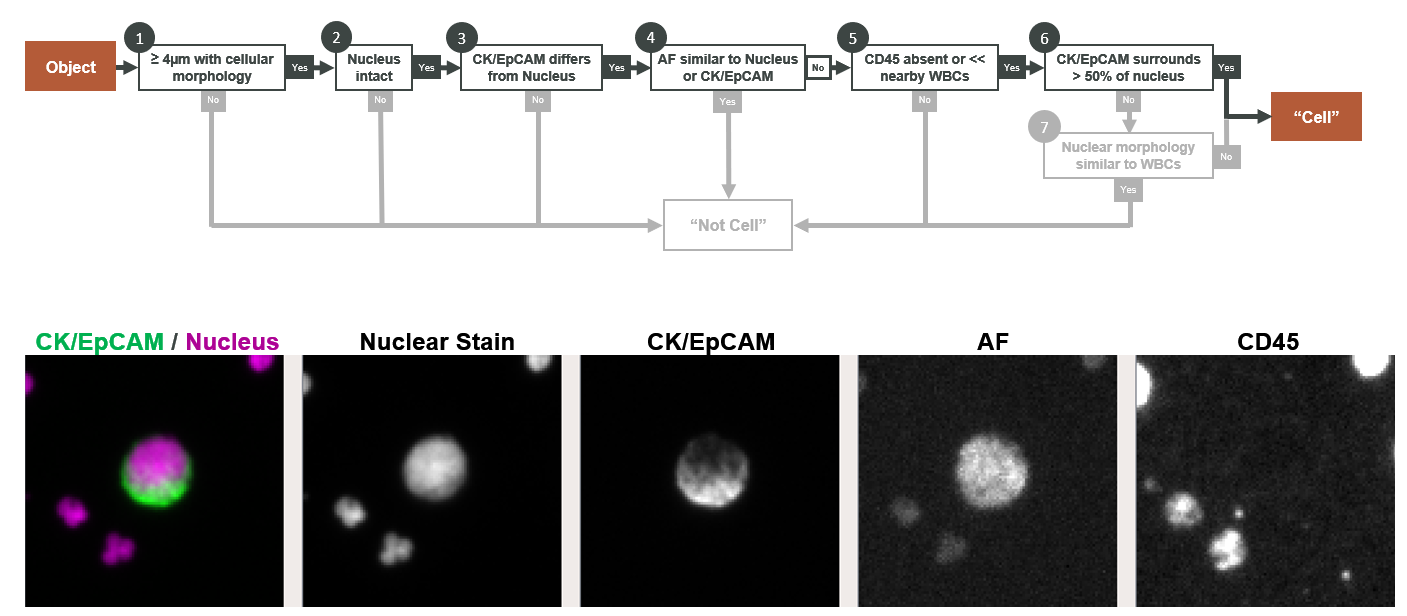 1
2
3
4
5
6
Object
≥ 4µm with cellular
morphology
Yes
Nucleus
intact
Yes
CK/EpCAM differs
from Nucleus
Yes
AF similar to Nucleus
or CK/EpCAM
No
CD45 absent or <<
nearby WBCs
Yes
CK/EpCAM surrounds
> 50% of nucleus
Yes
No
No
No
Yes
No
No
"Cell"
7
Nuclear morphology
similar to WBCs
No
Yes
"Not Cell"
CK/EpCAM / Nucleus
Nuclear Stain
CK/EpCAM
AF
CD45